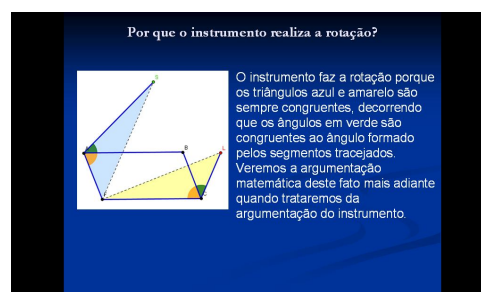 Por que o instrumento realiza a rotação?
O instrumento faz a rotação porque
os triângulos azul e amarelo são
sempre congruentes, decorrendo
que os ângulos em verde são
congruentes ao ângulo formado
pelos segmentos tracejados.
Veremos a argumentação
matemática deste fato mais adiante
quando trataremos da
argumentação do instrumento.
B
L